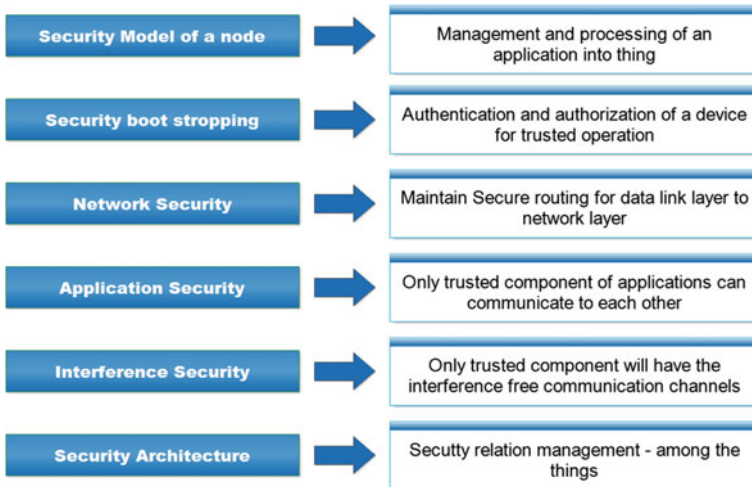 Security Model of a node
Management and processing of an
application into thing
Security boot stropping
Authentication and authorization of a device
for trusted operation
Network Security
Maintain Secure routing for data link layer to
network layer
Application Security
Only trusted component of applications can
communicate to each other
Interference Security
Only trusted component will have the
interference free communication channels
Security Architecture
Secutty relation management - among the
things